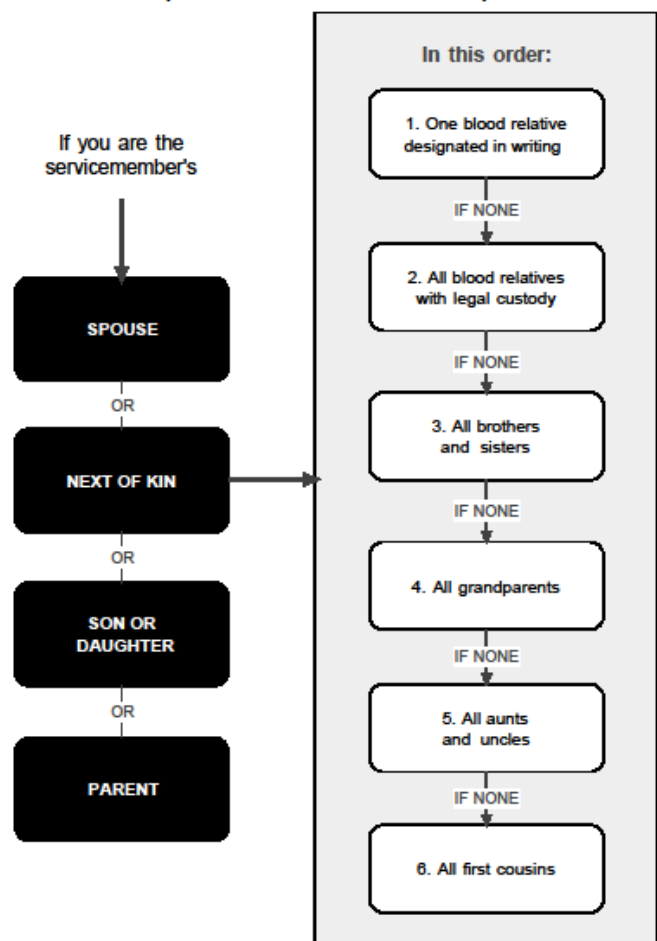 If you are the
servicemember's
SPOUSE
OR
NEXT OF KIN
OR
SON OR
DAUGHTER
OR
PARENT
In this order:
1. One blood relative
designated in writing
IF NONE
2. All blood relatives
with legal custody
IF NONE
3. All brothers
and sisters
IF NONE
4. All grandparents
IF NONE
5. All aunts
and uncles
IF NONE
6. All first cousins